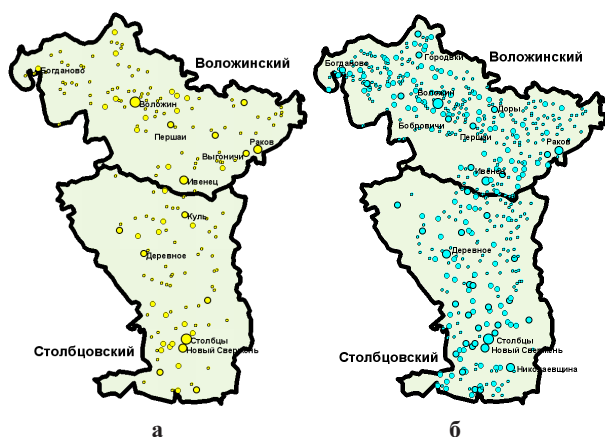 Воложинский
Богданово
Воложин
Першаи
Раков
Выгоничи
Ивенец
Куль
Деревное
Столбцы
Новый Свержень
Столбцовский
а
Воложинский
Городьки
Богданово
Воложин
Доры
Бобровичи
Першаи
Раков
Ивенец
Деревное
Столбцы
Новый Свержень
Столбцовский
Николаевщина
б